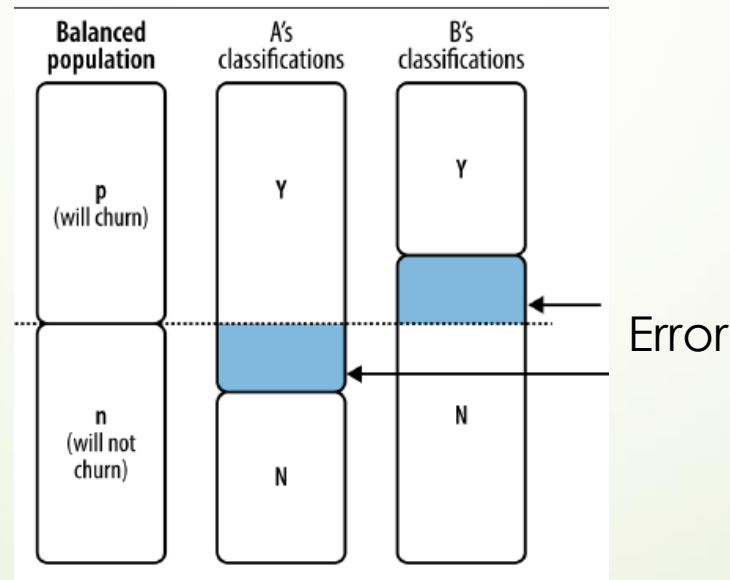 Balanced
population
A's
classifications
B's
classifications
p
(will churn)
Y
Y
Error
n
(will not
churn)
N
N